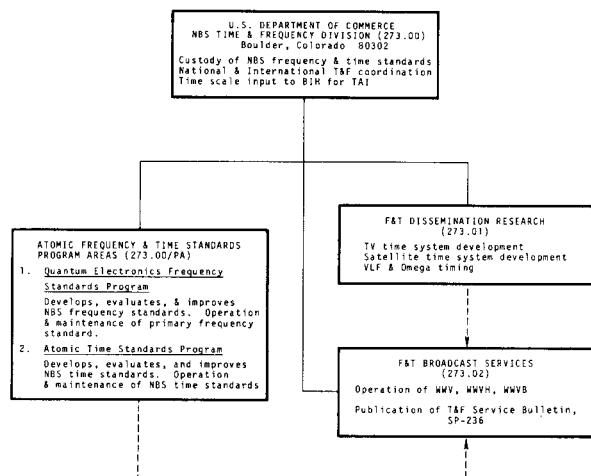 U.S. DEPARTMENT OF COMMERCE
NBS TIME & FREQUENCY DIVISION (273.00)
Boulder, Colorado 80302
Custody of NBS frequency & time standards
National & International T&F coordination
Time scale input to BIH for TAI
ATOMIC FREQUENCY & TIME STANDARDS
PROGRAM AREAS (273.00/PA)
1. Quantum Electronics Frequency
Standards Program
Develops, evaluates, & improves
NBS frequency standards. Operation
& maintenance of primary frequency
standard.
2. Atomic Time Standards Program
Develops, evaluates, and improves
NBS time standards. Operation
& maintenance of NBS time standards
F&T DISSEMINATION RESEARCH
(273.01)
TV time system development
Satellite time system development
VLF & Omega timing
F&T BROADCAST SERVICES
(273.02)
Operation of WWV, WWVH, WWVB
Publication of T&F Service Bulletin,
SP-236